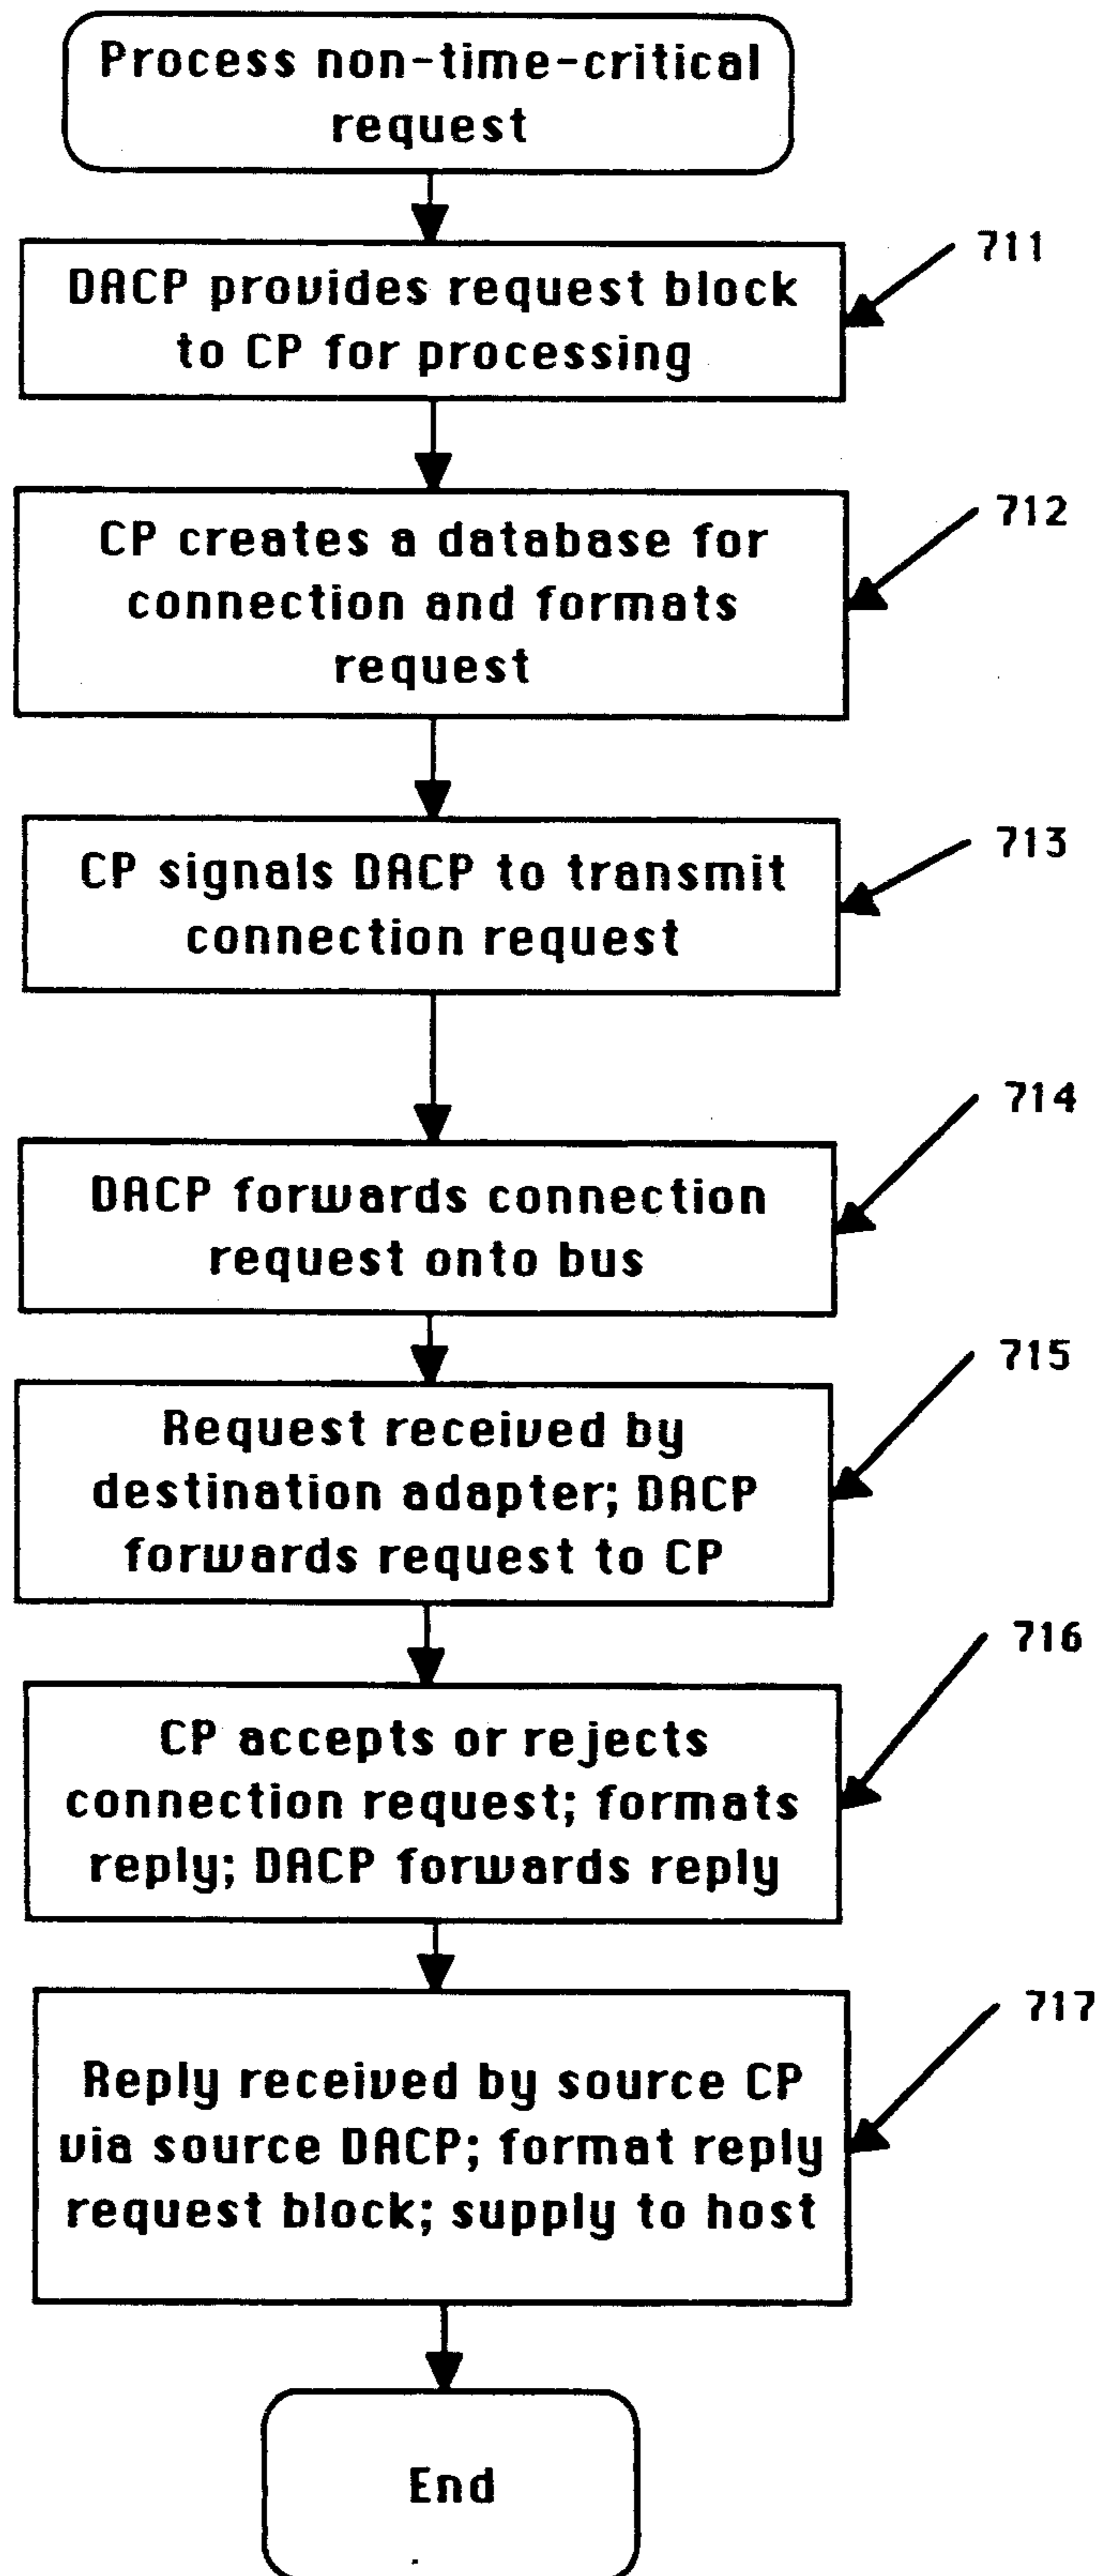 Process non-time-critical
request
DACP provides request block
to CP for processing
711
CP creates a database for
connection and formats
request
712
CP signals DACP to transmit
connection request
713
DACP forwards connection
request onto bus
714
Request received by
destination adapter; DACP
forwards request to CP
715
CP accepts or rejects
connection request; formats
reply; DACP forwards reply
716
Reply received by source CP
via source DACP; format reply
request block; supply to host
717
End